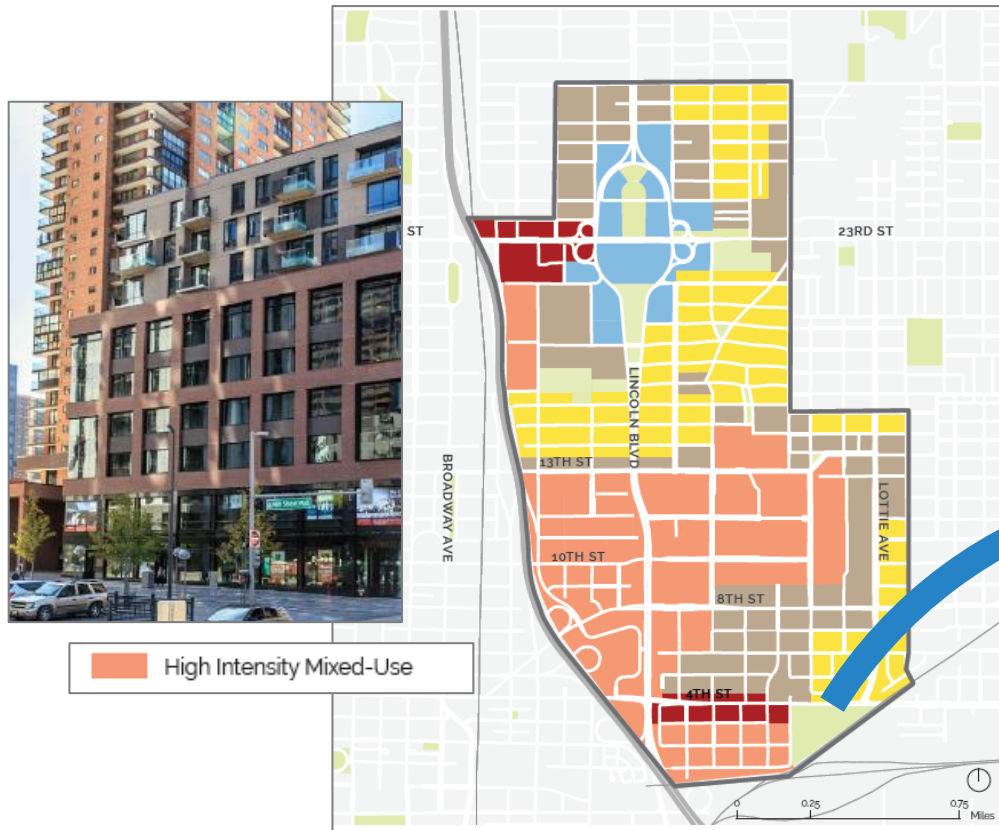 ST
23RD ST
LINCOLN BLVD
13TH ST
BROADWAY AVE
LOTTIE AVE
10TH ST
8TH ST
High Intensity Mixed-Use
4TH ST
0
0.25
0.75
Miles